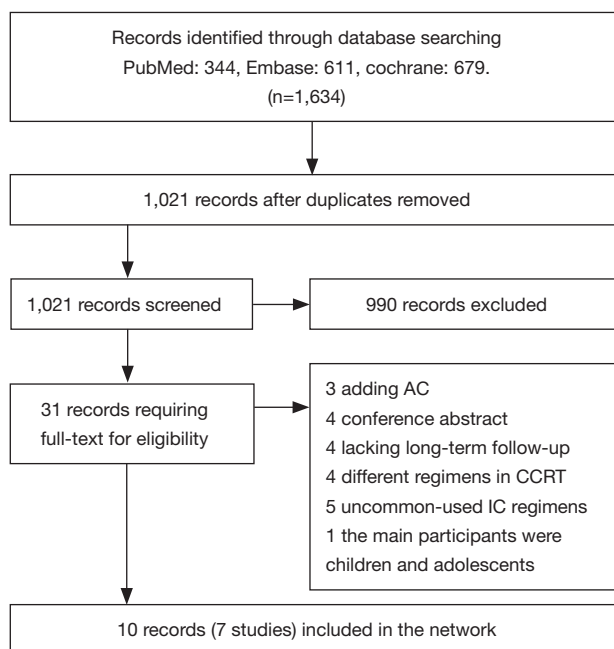 Records identified through database searching
PubMed: 344, Embase: 611, cochrane: 679.
(n=1,634)
1,021 records after duplicates removed
1,021 records screened
990 records excluded
31 records requiring
full-text for eligibility
3 adding AC
4 conference abstract
4 lacking long-term follow-up
4 different regimens in CCRT
5 uncommon-used IC regimens
1 the main participants were
children and adolescents
10 records (7 studies) included in the network